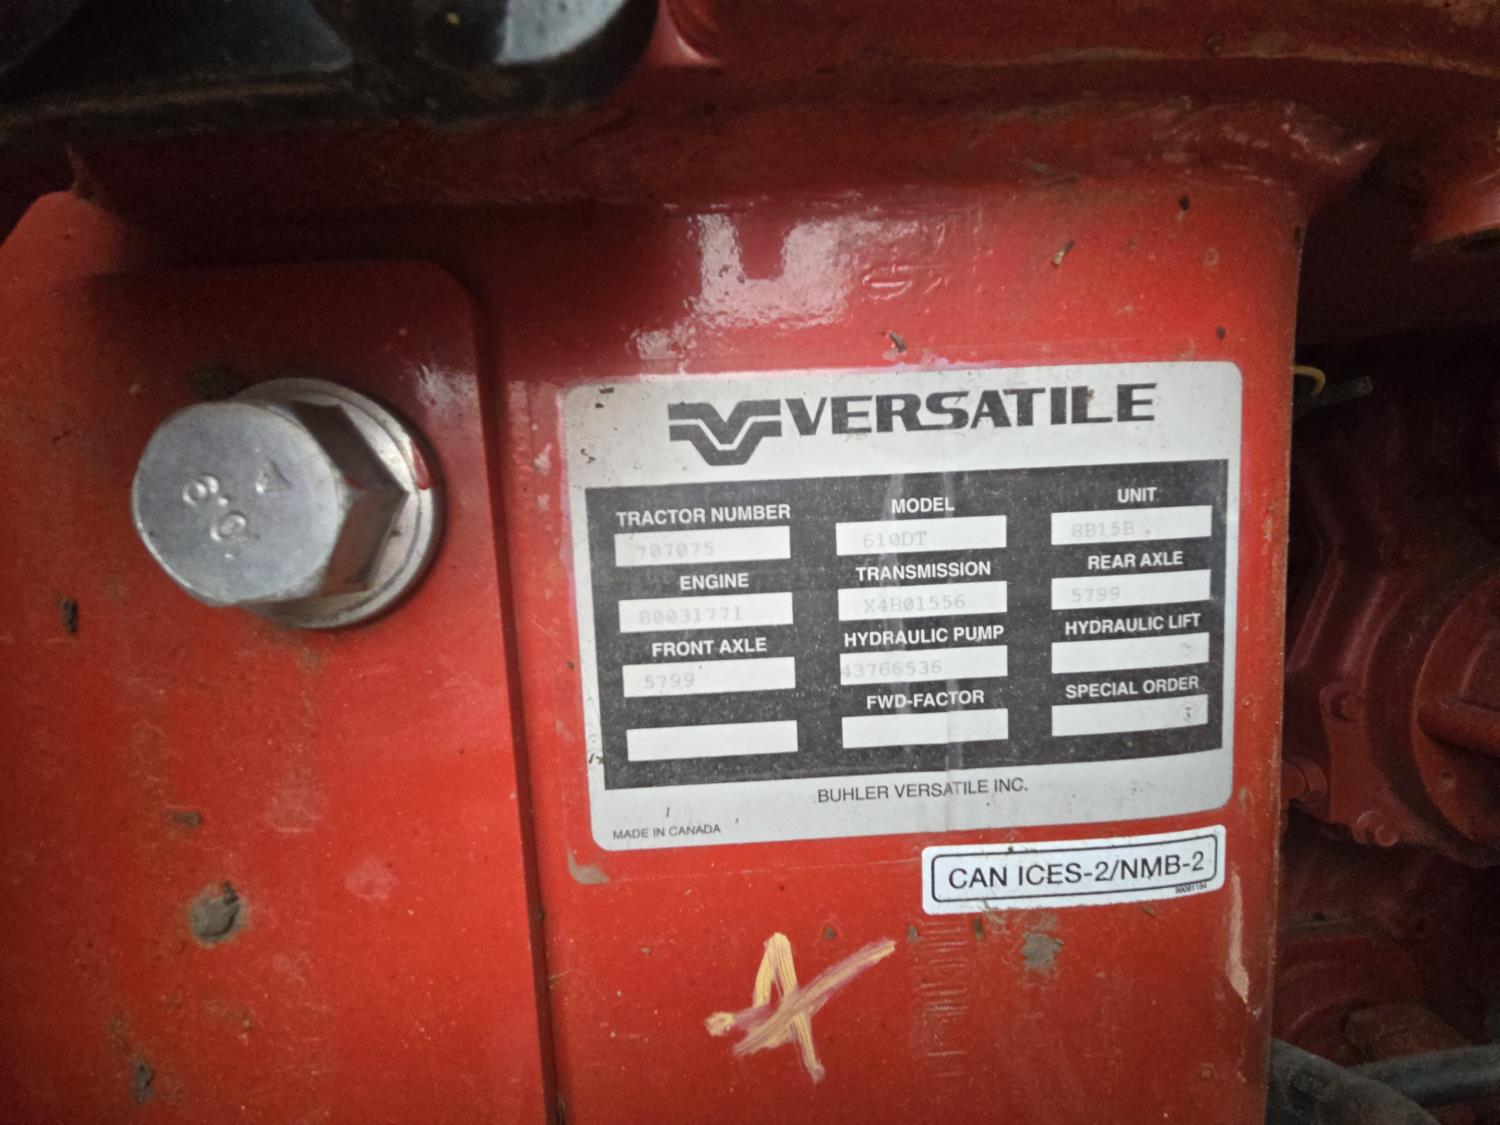 VERSATILE
TRACTOR NUMBER MODEL UNIT
707075 610DT 8B15B
ENGINE TRANSMISSION REAR AXLE
80031771 X4B01556 5799
FRONT AXLE HYDRAULIC PUMP HYDRAULIC LIFT
5799 43766536
FWD-FACTOR SPECIAL ORDER
BUHLER VERSATILE INC.
MADE IN CANADA
CAN ICES-2/NMB-2